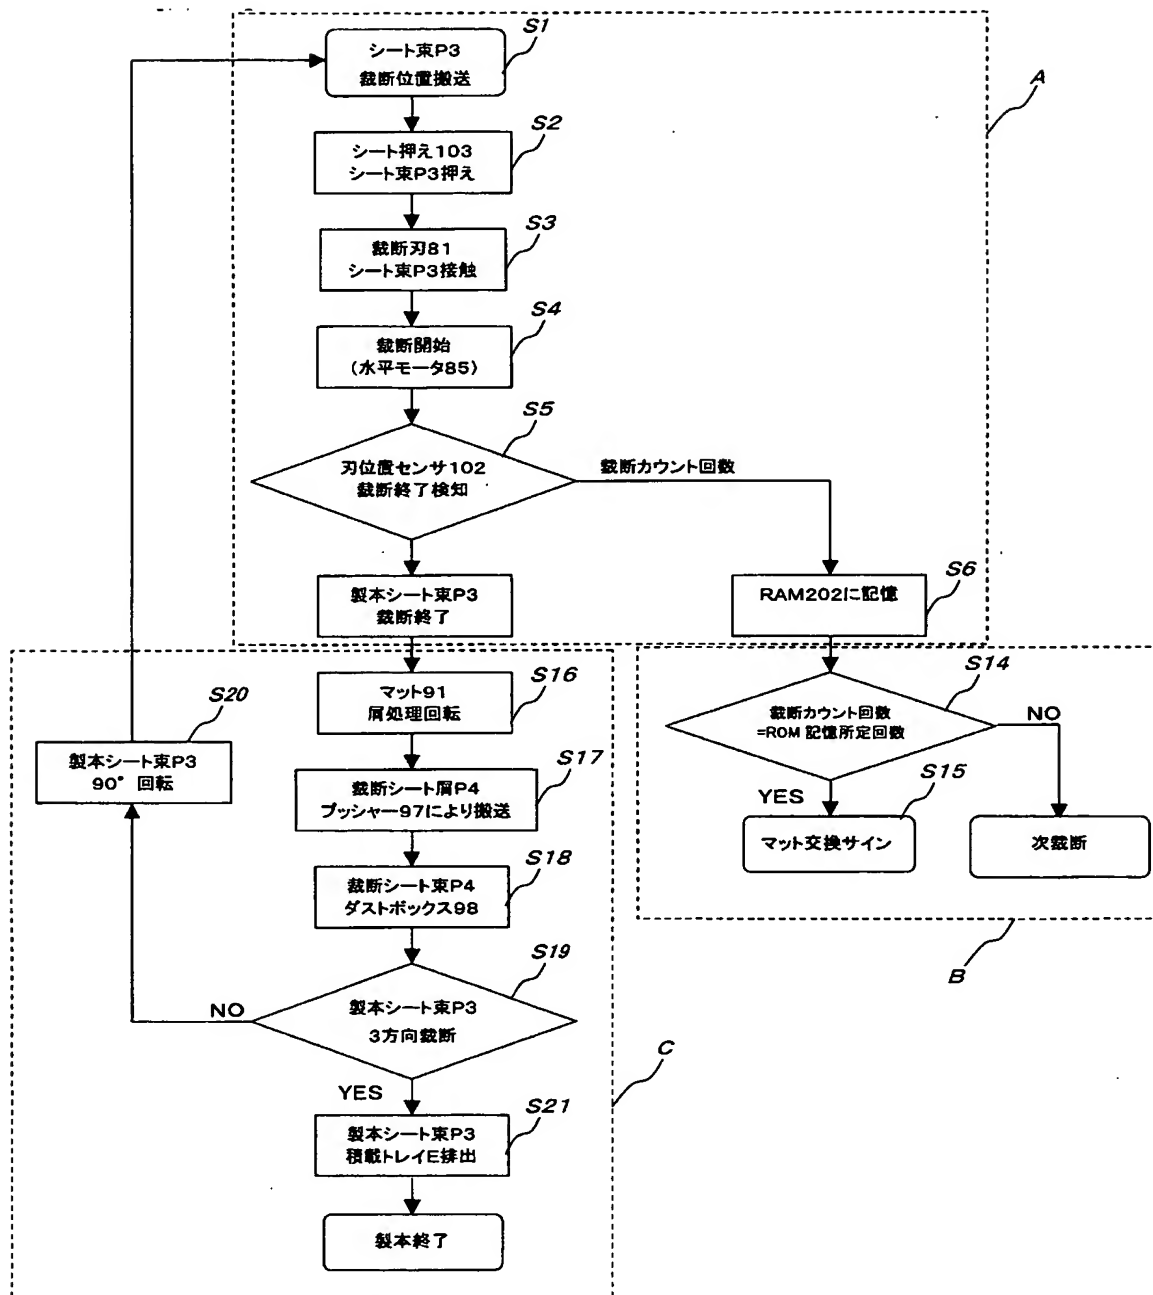 S1
シート束P3
裁断位置搬送
A
S2
シート押え103
シート束P3押え
S3
裁断刃81
シート束P3接触
S4
裁断開始
(水平モータ85)
S5
刃位置センサ102
裁断終了検知
裁断カウント回数
製本シート束P3
裁断終了
S6
RAM202に記憶
S20
製本シート束P3
90°回転
S16
マット91
屑処理回転
S14
裁断カウント回数
=ROM 記憶所定回数
NO
YES
S15
マット交換サイン
次裁断
B
S17
裁断シート屑P4
プッシャー97により搬送
S18
裁断シート束P4
ダストボックス98
S19
製本シート束P3
3方向裁断
NO
YES
C
S21
製本シート束P3
積載トレイE排出
製本終了